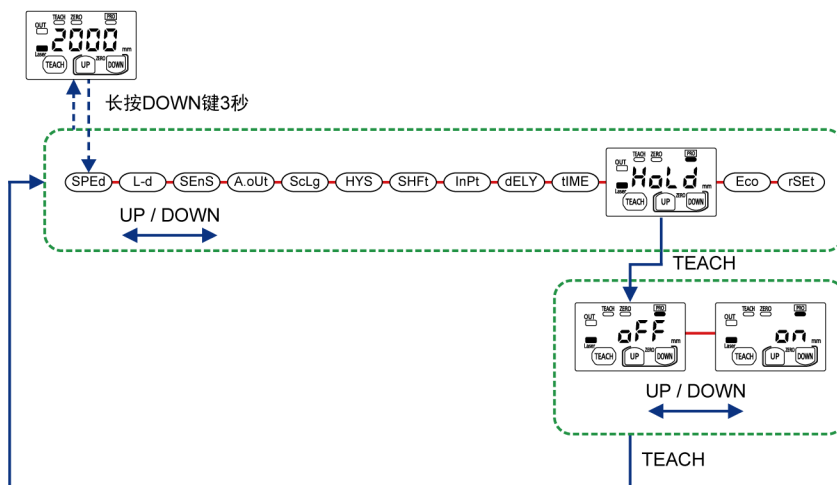 TEACH ZERO PRO
OUT
2000 mm
Laser
TEACH UP ZERO DOWN
长按DOWN键3秒
SPEd L-d SEnS A.oUt ScLg HYS SHFt InPt dELY tIME
TEACH ZERO PRO
OUT
HoLd mm
Laser
TEACH UP ZERO DOWN
Eco rSEt
UP / DOWN
TEACH
TEACH ZERO PRO
OUT
oFF mm
Laser
TEACH UP ZERO DOWN
TEACH ZERO PRO
OUT
on mm
Laser
TEACH UP ZERO DOWN
UP / DOWN
TEACH